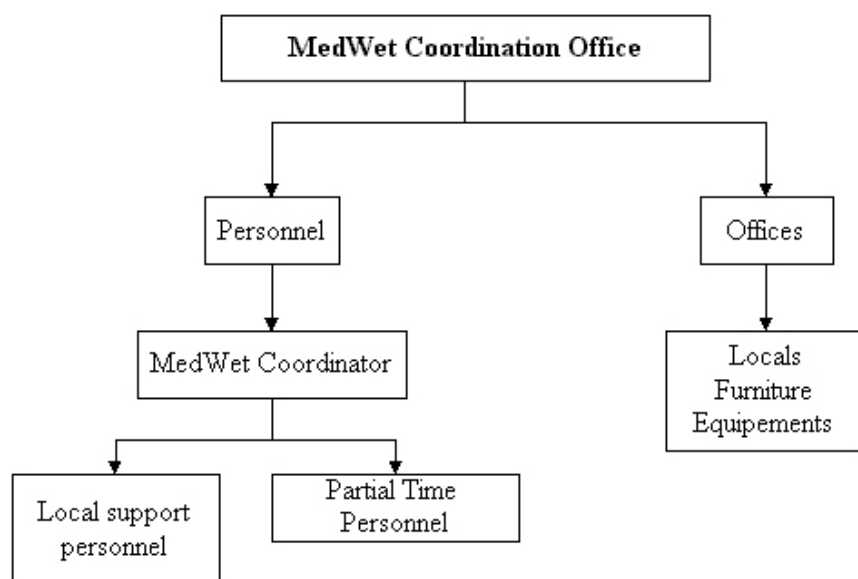 MedWet Coordination Office
Personnel
Offices
MedWet Coordinator
Locals
Furniture
Equipements
Local support
personnel
Partial Time
Personnel